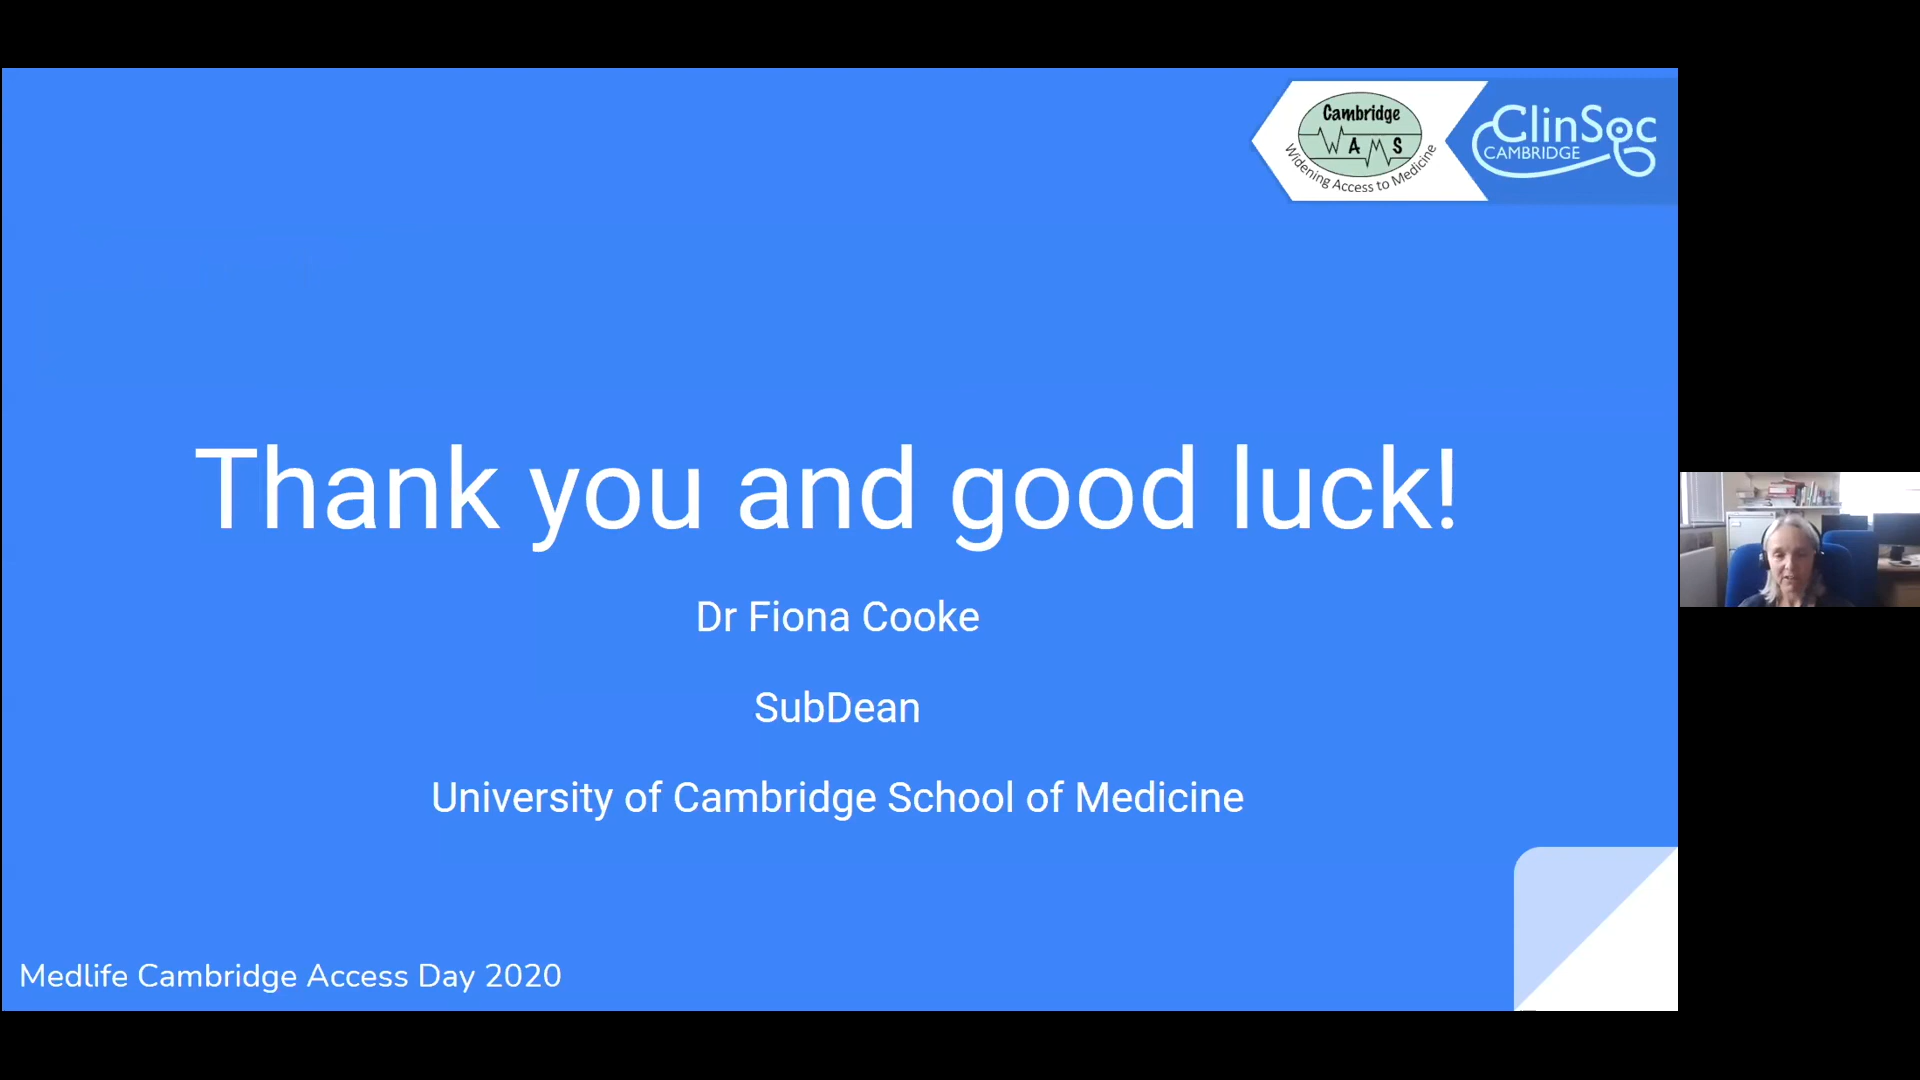 Cambridge
W A M S
Widening Access to Medicine
ClinSoc
CAMBRIDGE
Thank you and good luck!
Dr Fiona Cooke
SubDean
University of Cambridge School of Medicine
Medlife Cambridge Access Day 2020